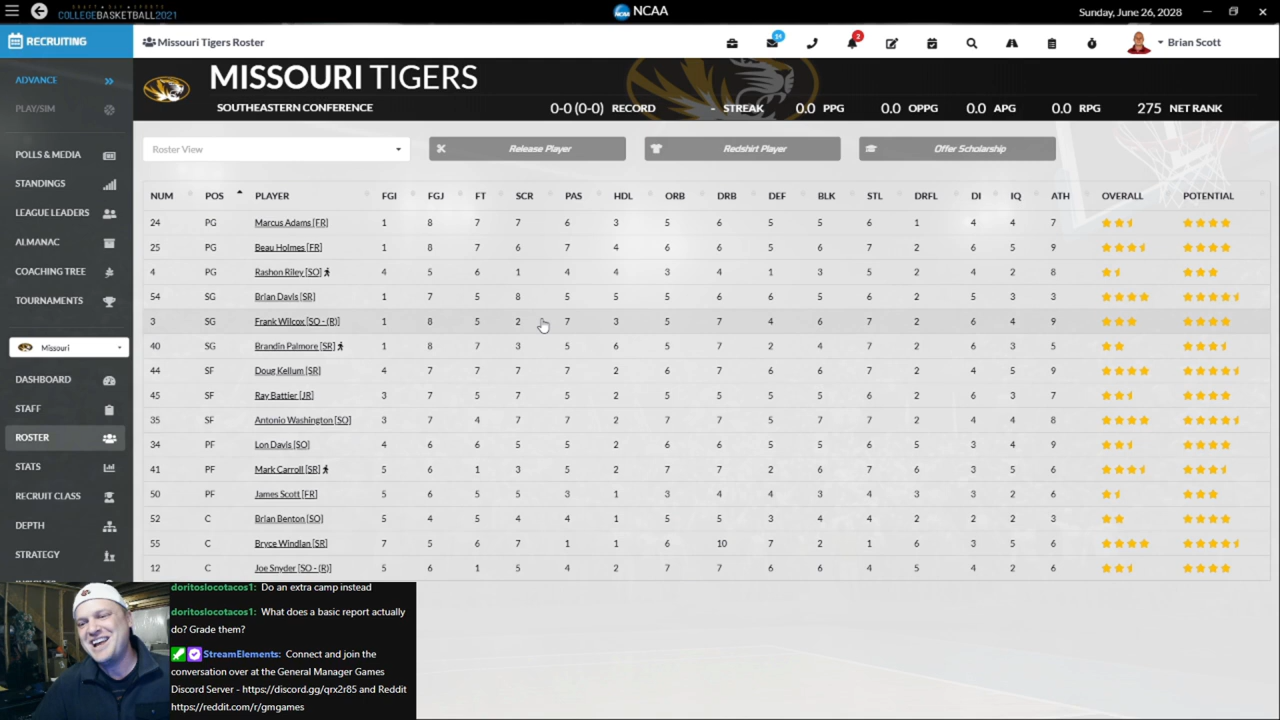 DRAFT DAY SPORTS
COLLEGEBASKETBALL2021
NCAA
Sunday, June 26, 2028
RECRUITING
Missouri Tigers Roster
14
2
Brian Scott
ADVANCE
PLAY/SIM
POLLS & MEDIA
STANDINGS
LEAGUE LEADERS
ALMANAC
COACHING TREE
TOURNAMENTS
Missouri
DASHBOARD
STAFF
ROSTER
STATS
RECRUIT CLASS
DEPTH
STRATEGY
MISSOURI TIGERS
SOUTHEASTERN CONFERENCE
0-0 (0-0) RECORD - STREAK 0.0 PPG 0.0 OPPG 0.0 APG 0.0 RPG 275 NET RANK
Roster View
Release Player
Redshirt Player
Offer Scholarship
NUM POS PLAYER FGI FGJ FT SCR PAS HDL ORB DRB DEF BLK STL DRFL DI IQ ATH OVERALL POTENTIAL
24 PG Marcus Adams [FR] 1 8 7 7 6 3 5 6 5 5 6 1 4 4 7
25 PG Beau Holmes [FR] 1 8 7 6 7 4 6 6 5 6 7 2 6 5 9
4 PG Rashon Riley [SO] 4 5 6 1 4 4 3 4 1 3 5 2 4 2 8
54 SG Brian Davis [SR] 1 7 5 8 5 5 6 6 5 6 2 5 3 3
3 SG Frank Wilcox [SO - (R)] 1 8 5 2 7 3 5 7 4 6 7 2 6 4 9
40 SG Brandin Palmore [SR] 1 8 7 3 5 6 5 7 2 6 7 2 6 3 5
44 SF Doug Kellum [SR] 4 7 7 7 7 2 6 7 6 6 7 2 4 5 9
45 SF Ray Battier [JR] 3 7 5 7 5 2 5 5 5 5 6 2 6 3 7
35 SF Antonio Washington [SO] 3 7 4 7 7 2 7 7 5 7 7 2 4 4 8
34 PF Lon Davis [SO] 4 6 6 5 5 2 6 6 5 5 6 5 3 4 9
41 PF Mark Carroll [SR] 5 6 1 3 5 2 7 7 2 6 7 6 3 5 6
50 PF James Scott [FR] 5 6 5 5 3 1 3 4 4 3 4 3 3 2 6
52 C Brian Benton [SO] 5 4 5 4 4 1 5 5 3 4 4 2 2 2 3
55 C Bryce Windlan [SR] 7 5 6 7 1 1 6 10 7 2 1 6 3 5 6
12 C Joe Snyder [SO - (R)] 5 6 1 5 4 2 7 7 6 6 4 5 4 2 6
doritoslocotacos1: Do an extra camp instead
doritoslocotacos1: What does a basic report actually
do? Grade them?
StreamElements: Connect and join the
conversation over at the General Manager Games
Discord Server - https://discord.gg/qrx2r85 and Reddit
https://reddit.com/r/gmgames